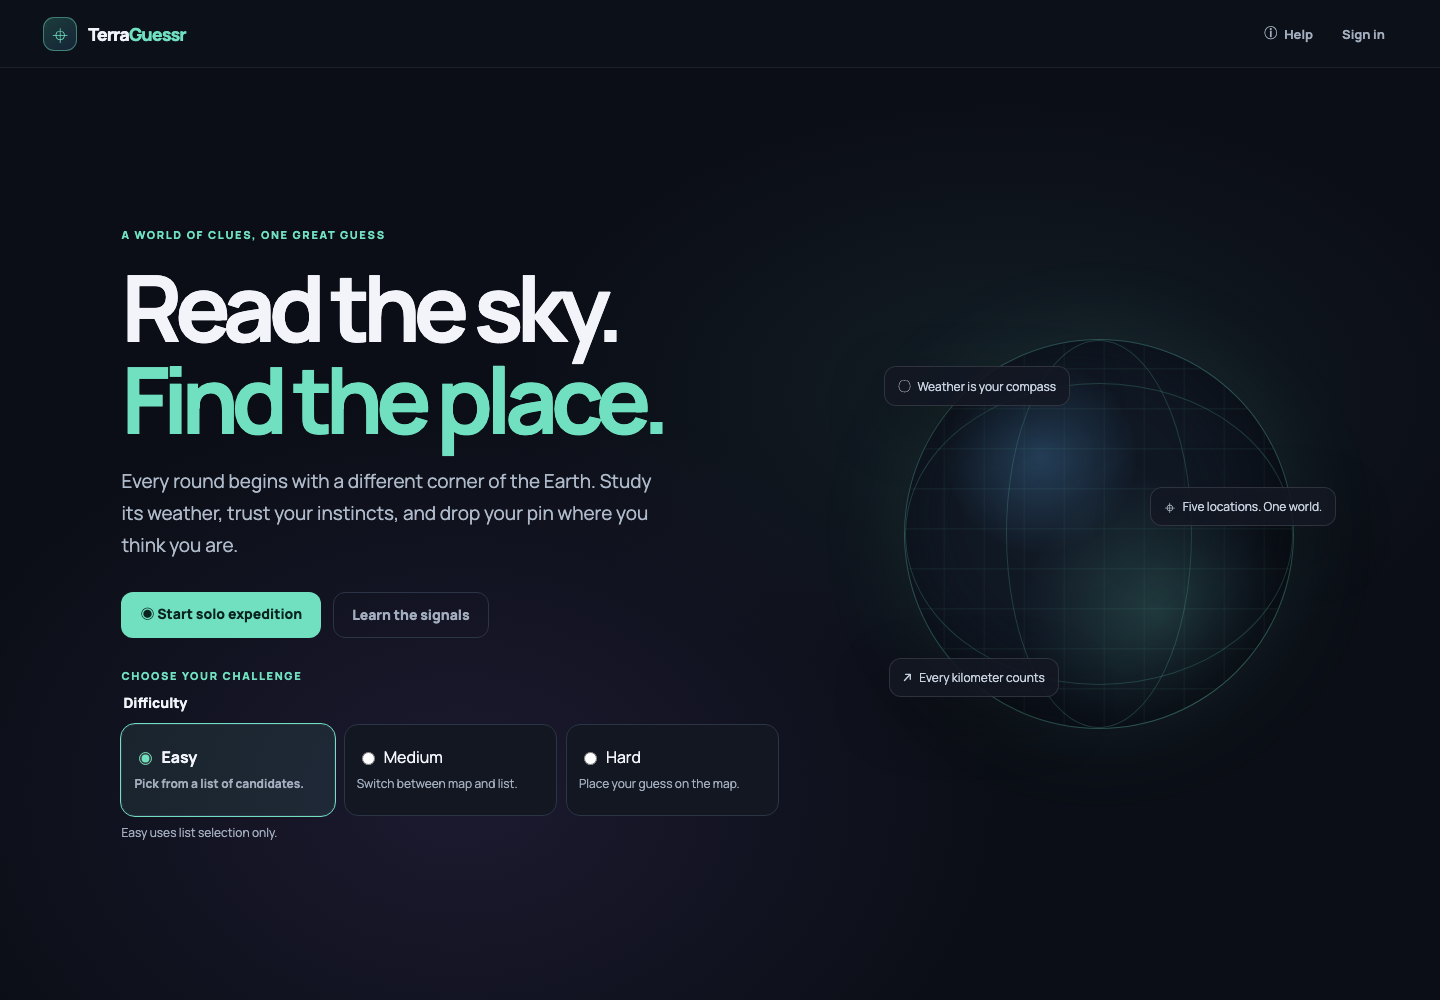 TerraGuessr
Help
Sign in
A WORLD OF CLUES, ONE GREAT GUESS
Read the sky.
Find the place.
Every round begins with a different corner of the Earth. Study
its weather, trust your instincts, and drop your pin where you
think you are.
Start solo expedition
Learn the signals
CHOOSE YOUR CHALLENGE
Difficulty
Easy
Pick from a list of candidates.
Medium
Switch between map and list.
Hard
Place your guess on the map.
Easy uses list selection only.
Weather is your compass
Five locations. One world.
Every kilometer counts